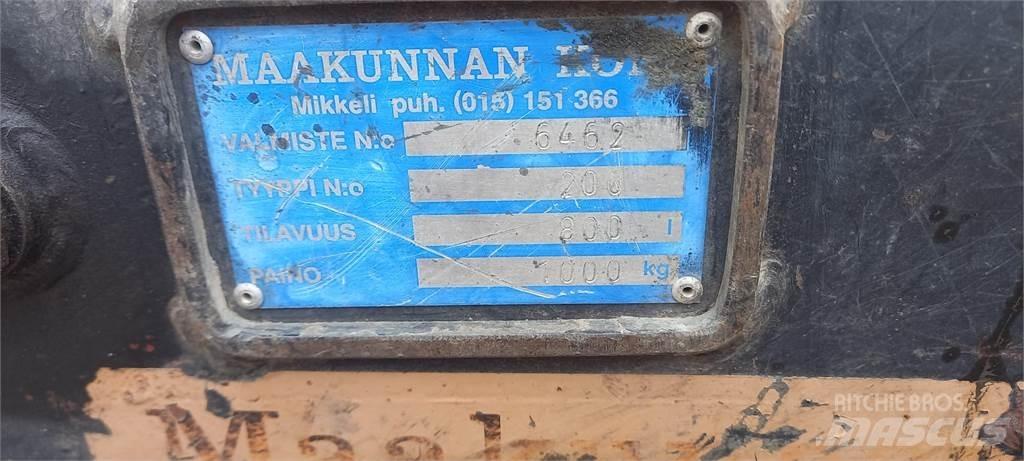 MAAKUNNAN
Mikkeli puh. (015) 151 366
VALMISTE N:o 6462
TYYPPI N:o 200
TILAVUUS 800 l
PAINO 1000 kg
RITCHIE BROS.
MASCUS